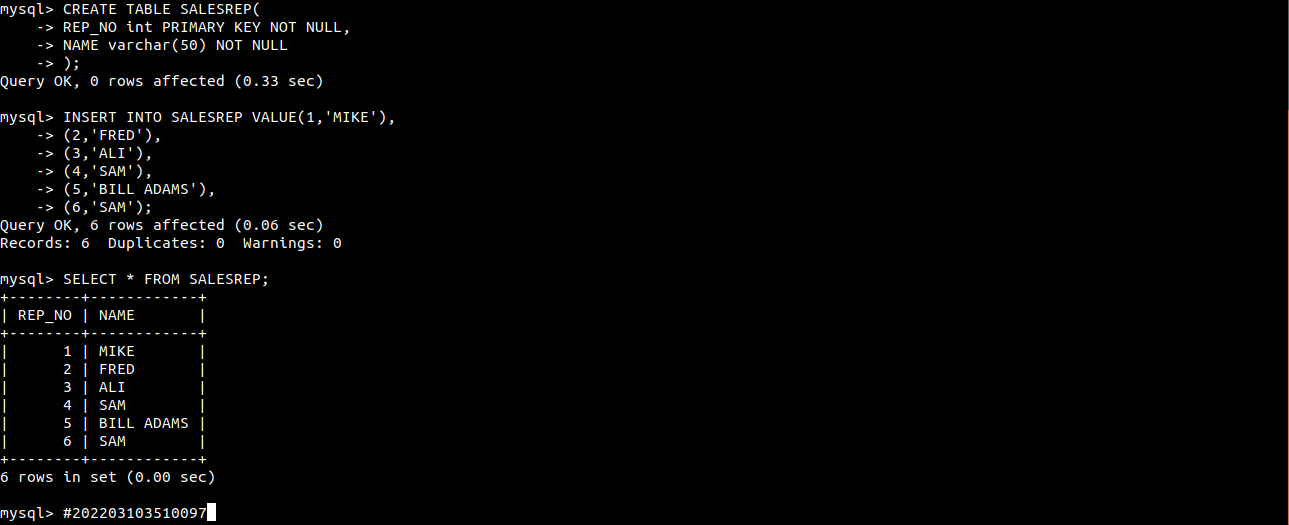 mysql> CREATE TABLE SALESREP(
    -> REP_NO int PRIMARY KEY NOT NULL,
    -> NAME varchar(50) NOT NULL
    -> );
Query OK, 0 rows affected (0.33 sec)

mysql> INSERT INTO SALESREP VALUE(1,'MIKE'),
    -> (2,'FRED'),
    -> (3,'ALI'),
    -> (4,'SAM'),
    -> (5,'BILL ADAMS'),
    -> (6,'SAM');
Query OK, 6 rows affected (0.06 sec)
Records: 6  Duplicates: 0  Warnings: 0

mysql> SELECT * FROM SALESREP;
+--------+------------+
| REP_NO | NAME       |
+--------+------------+
|      1 | MIKE       |
|      2 | FRED       |
|      3 | ALI        |
|      4 | SAM        |
|      5 | BILL ADAMS |
|      6 | SAM        |
+--------+------------+
6 rows in set (0.00 sec)

mysql> #202203103510097